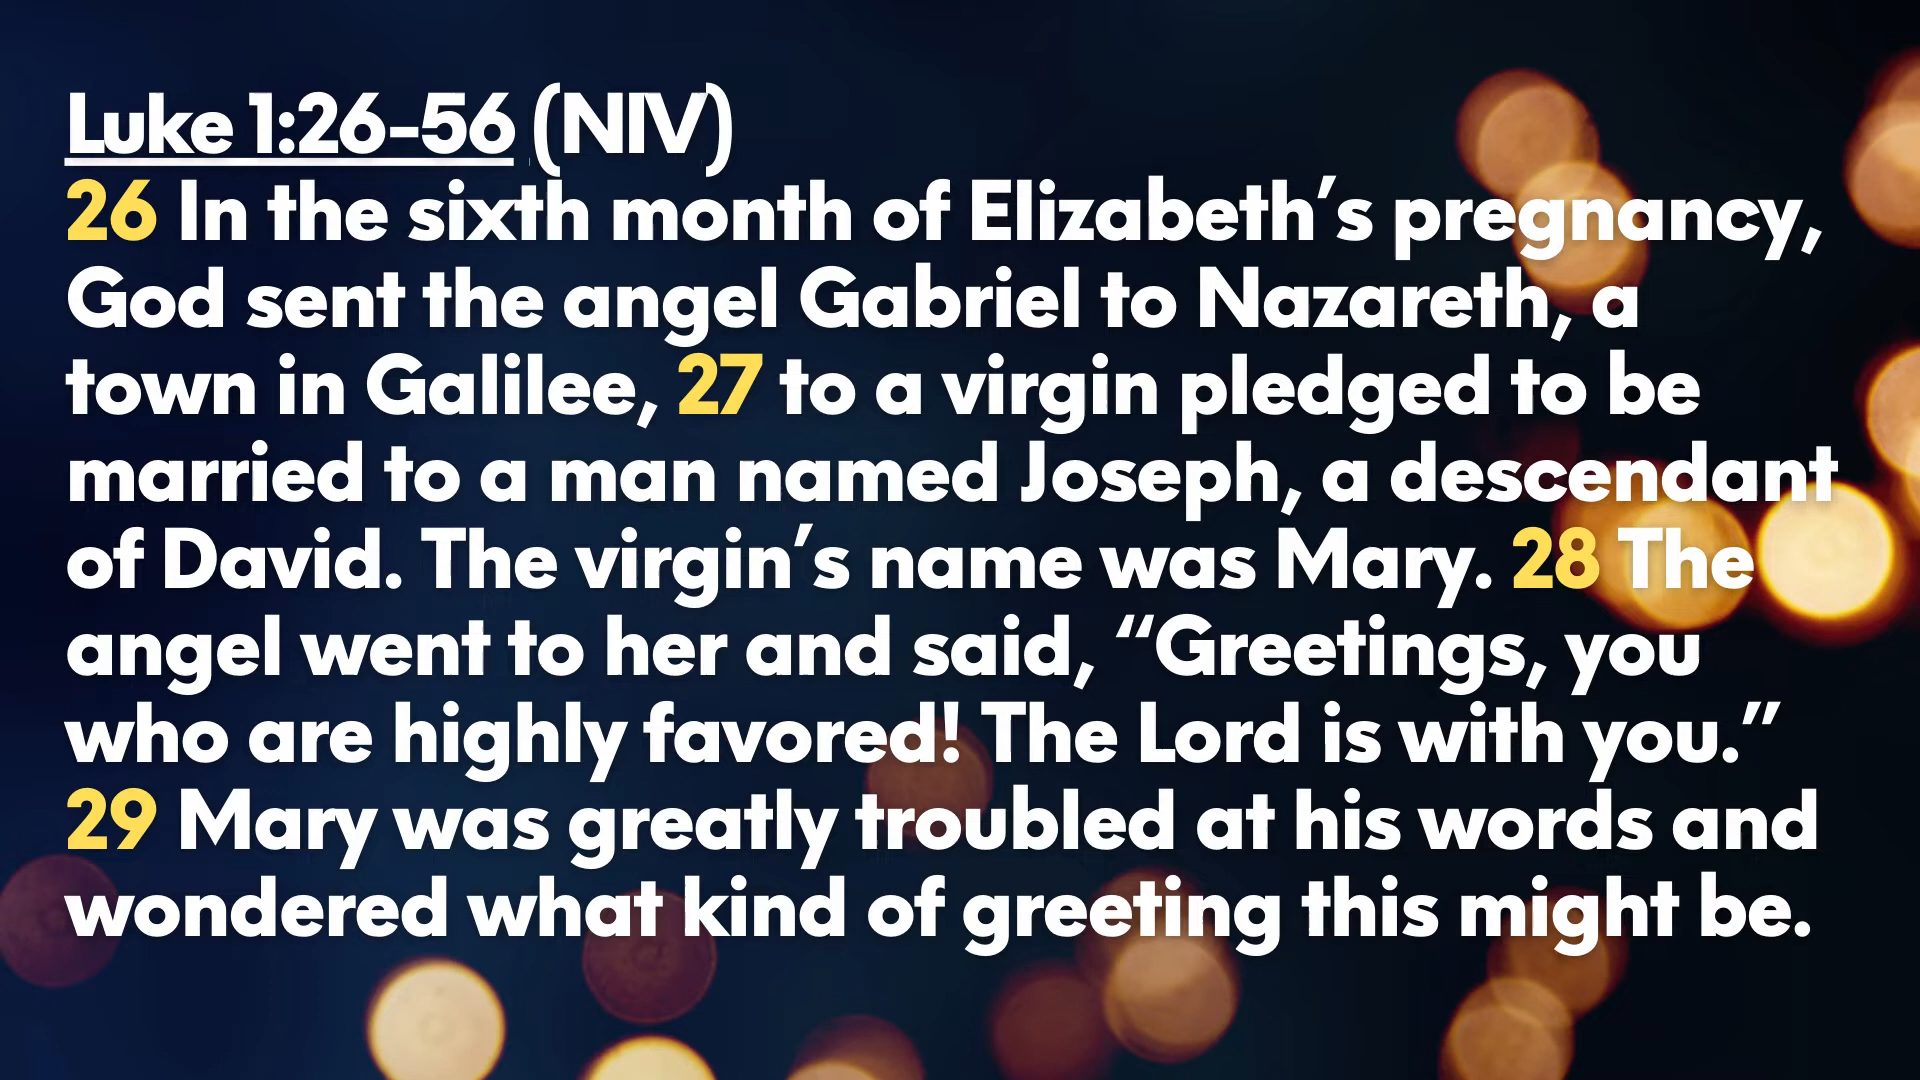 Luke 1:26-56 (NIV)
26 In the sixth month of Elizabeth’s pregnancy,
God sent the angel Gabriel to Nazareth, a
town in Galilee, 27 to a virgin pledged to be
married to a man named Joseph, a descendant
of David. The virgin’s name was Mary. 28 The
angel went to her and said, “Greetings, you
who are highly favored! The Lord is with you.”
29 Mary was greatly troubled at his words and
wondered what kind of greeting this might be.